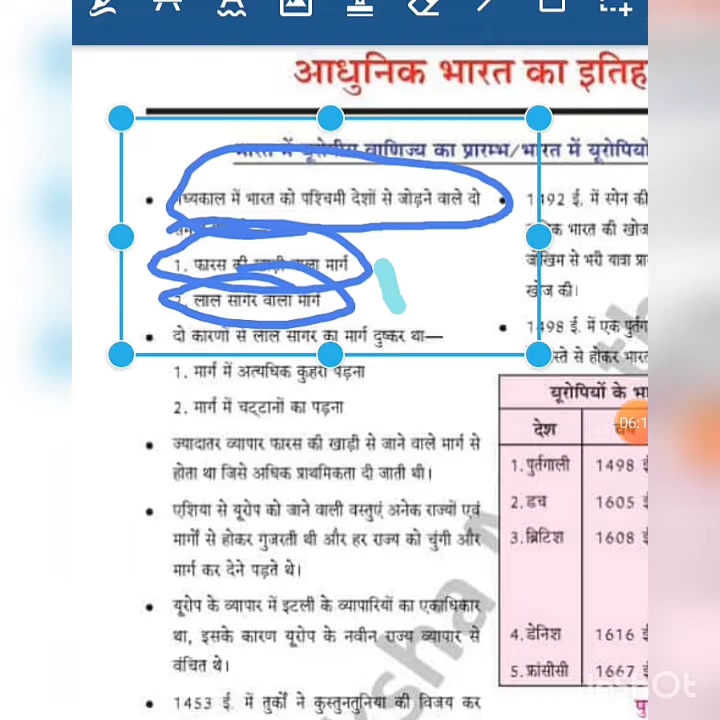 आधुनिक भारत का इतिह
भारत में यूरोपीय वाणिज्य का प्रारम्भ/भारत में यूरोपियो
मध्यकाल में भारत को पश्चिमी देशों से जोड़ने वाले दो
1. फारस की खाड़ी वाला मार्ग
2. लाल सागर वाला मार्ग
दो कारणों से लाल सागर का मार्ग दुष्कर था—
1. मार्ग में अत्यधिक कुहरा पड़ना
2. मार्ग में चट्टानों का पड़ना
ज्यादातर व्यापार फारस की खाड़ी से जाने वाले मार्ग से
होता था जिसे अधिक प्राथमिकता दी जाती थी।
एशिया से यूरोप को जाने वाली वस्तुएं अनेक राज्यों एवं
मार्गों से होकर गुजरती थी और हर राज्य को चुंगी और
मार्ग कर देने पड़ते थे।
यूरोप के व्यापार में इटली के व्यापारियों का एकाधिकार
था, इसके कारण यूरोप के नवीन राज्य व्यापार से
वंचित थे।
1453 ई. में तुर्कों ने कुस्तुनतुनिया की विजय कर
1492 ई. में स्पेन की
भारत की खोज
जोखिम से भरी यात्रा प्रा
खोज की।
1498 ई. में एक पुर्तग
स्ते से होकर भारत
यूरोपियों के भा
देश
1. पुर्तगाली 1498 ई
2. डच 1605 ई
3. ब्रिटिश 1608 ई
4. डेनिश 1616 ई
5. फ्रांसीसी 1667 ई
पु
06:1
InShOt